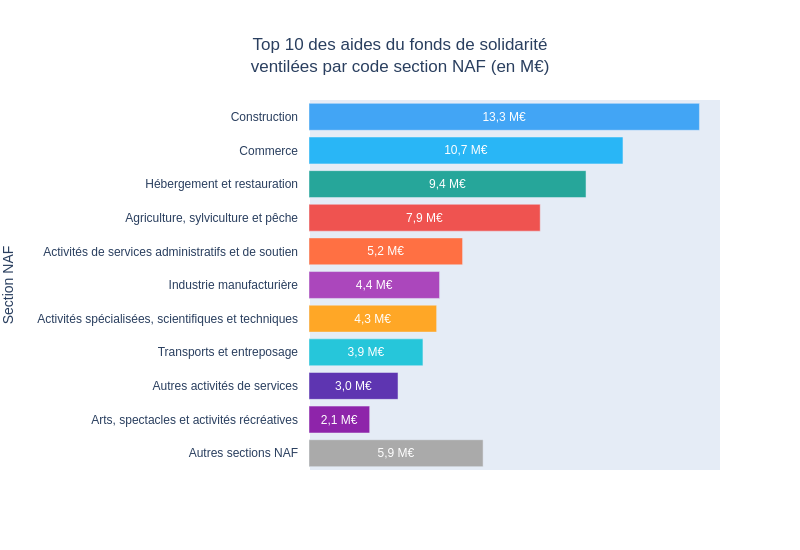 Top 10 des aides du fonds de solidarité
ventilées par code section NAF (en M€)
Section NAF
Construction 13,3 M€
Commerce 10,7 M€
Hébergement et restauration 9,4 M€
Agriculture, sylviculture et pêche 7,9 M€
Activités de services administratifs et de soutien 5,2 M€
Industrie manufacturière 4,4 M€
Activités spécialisées, scientifiques et techniques 4,3 M€
Transports et entreposage 3,9 M€
Autres activités de services 3,0 M€
Arts, spectacles et activités récréatives 2,1 M€
Autres sections NAF 5,9 M€